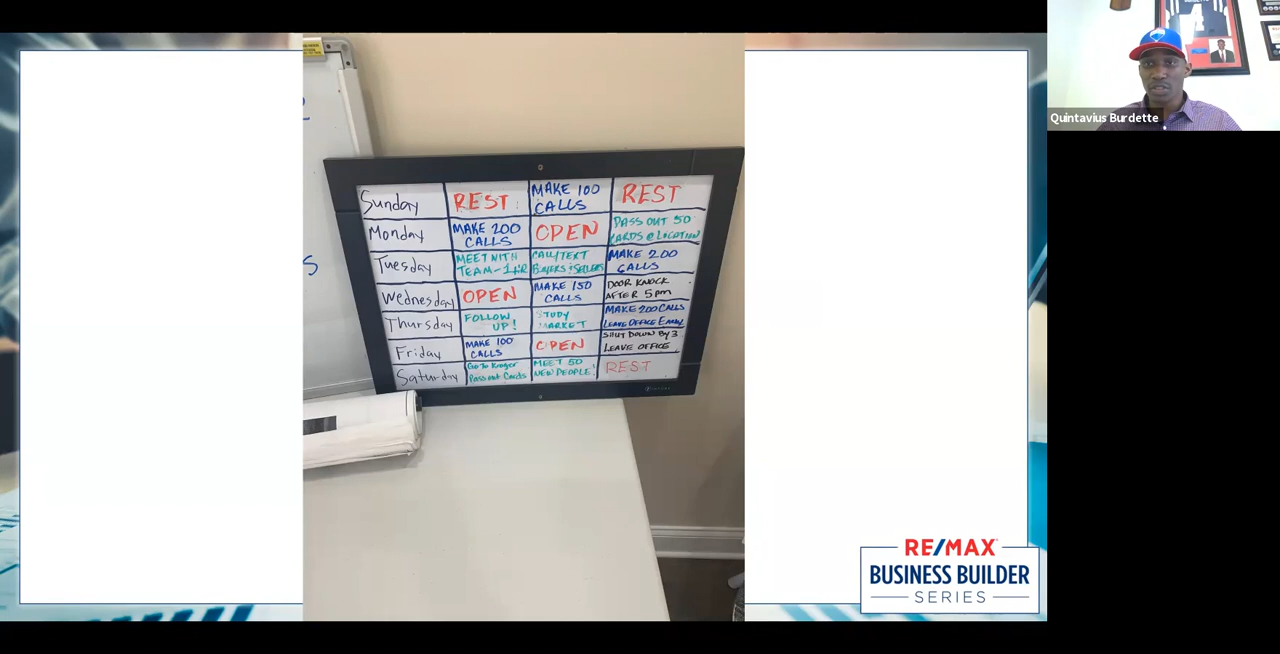 Quintavius Burdette
Sunday
REST
MAKE 100
CALLS
REST
Monday
MAKE 200
CALLS
OPEN
PASS OUT 50
CARDS @ LOCATION
Tuesday
MEET WITH
TEAM - 1 HR
CALL/TEXT
BUYERS & SELLERS
MAKE 200
CALLS
Wednesday
OPEN
MAKE 150
CALLS
DOOR KNOCK
AFTER 5 PM
Thursday
FOLLOW
UP!
STUDY
MARKET
MAKE 200 CALLS
LEAVE OFFICE EARLY
Friday
MAKE 100
CALLS
OPEN
SHUT DOWN BY 3
LEAVE OFFICE
Saturday
Go To Kroger
Pass out Cards
MEET 50
NEW PEOPLE!
REST
RE/MAX
BUSINESS BUILDER
SERIES